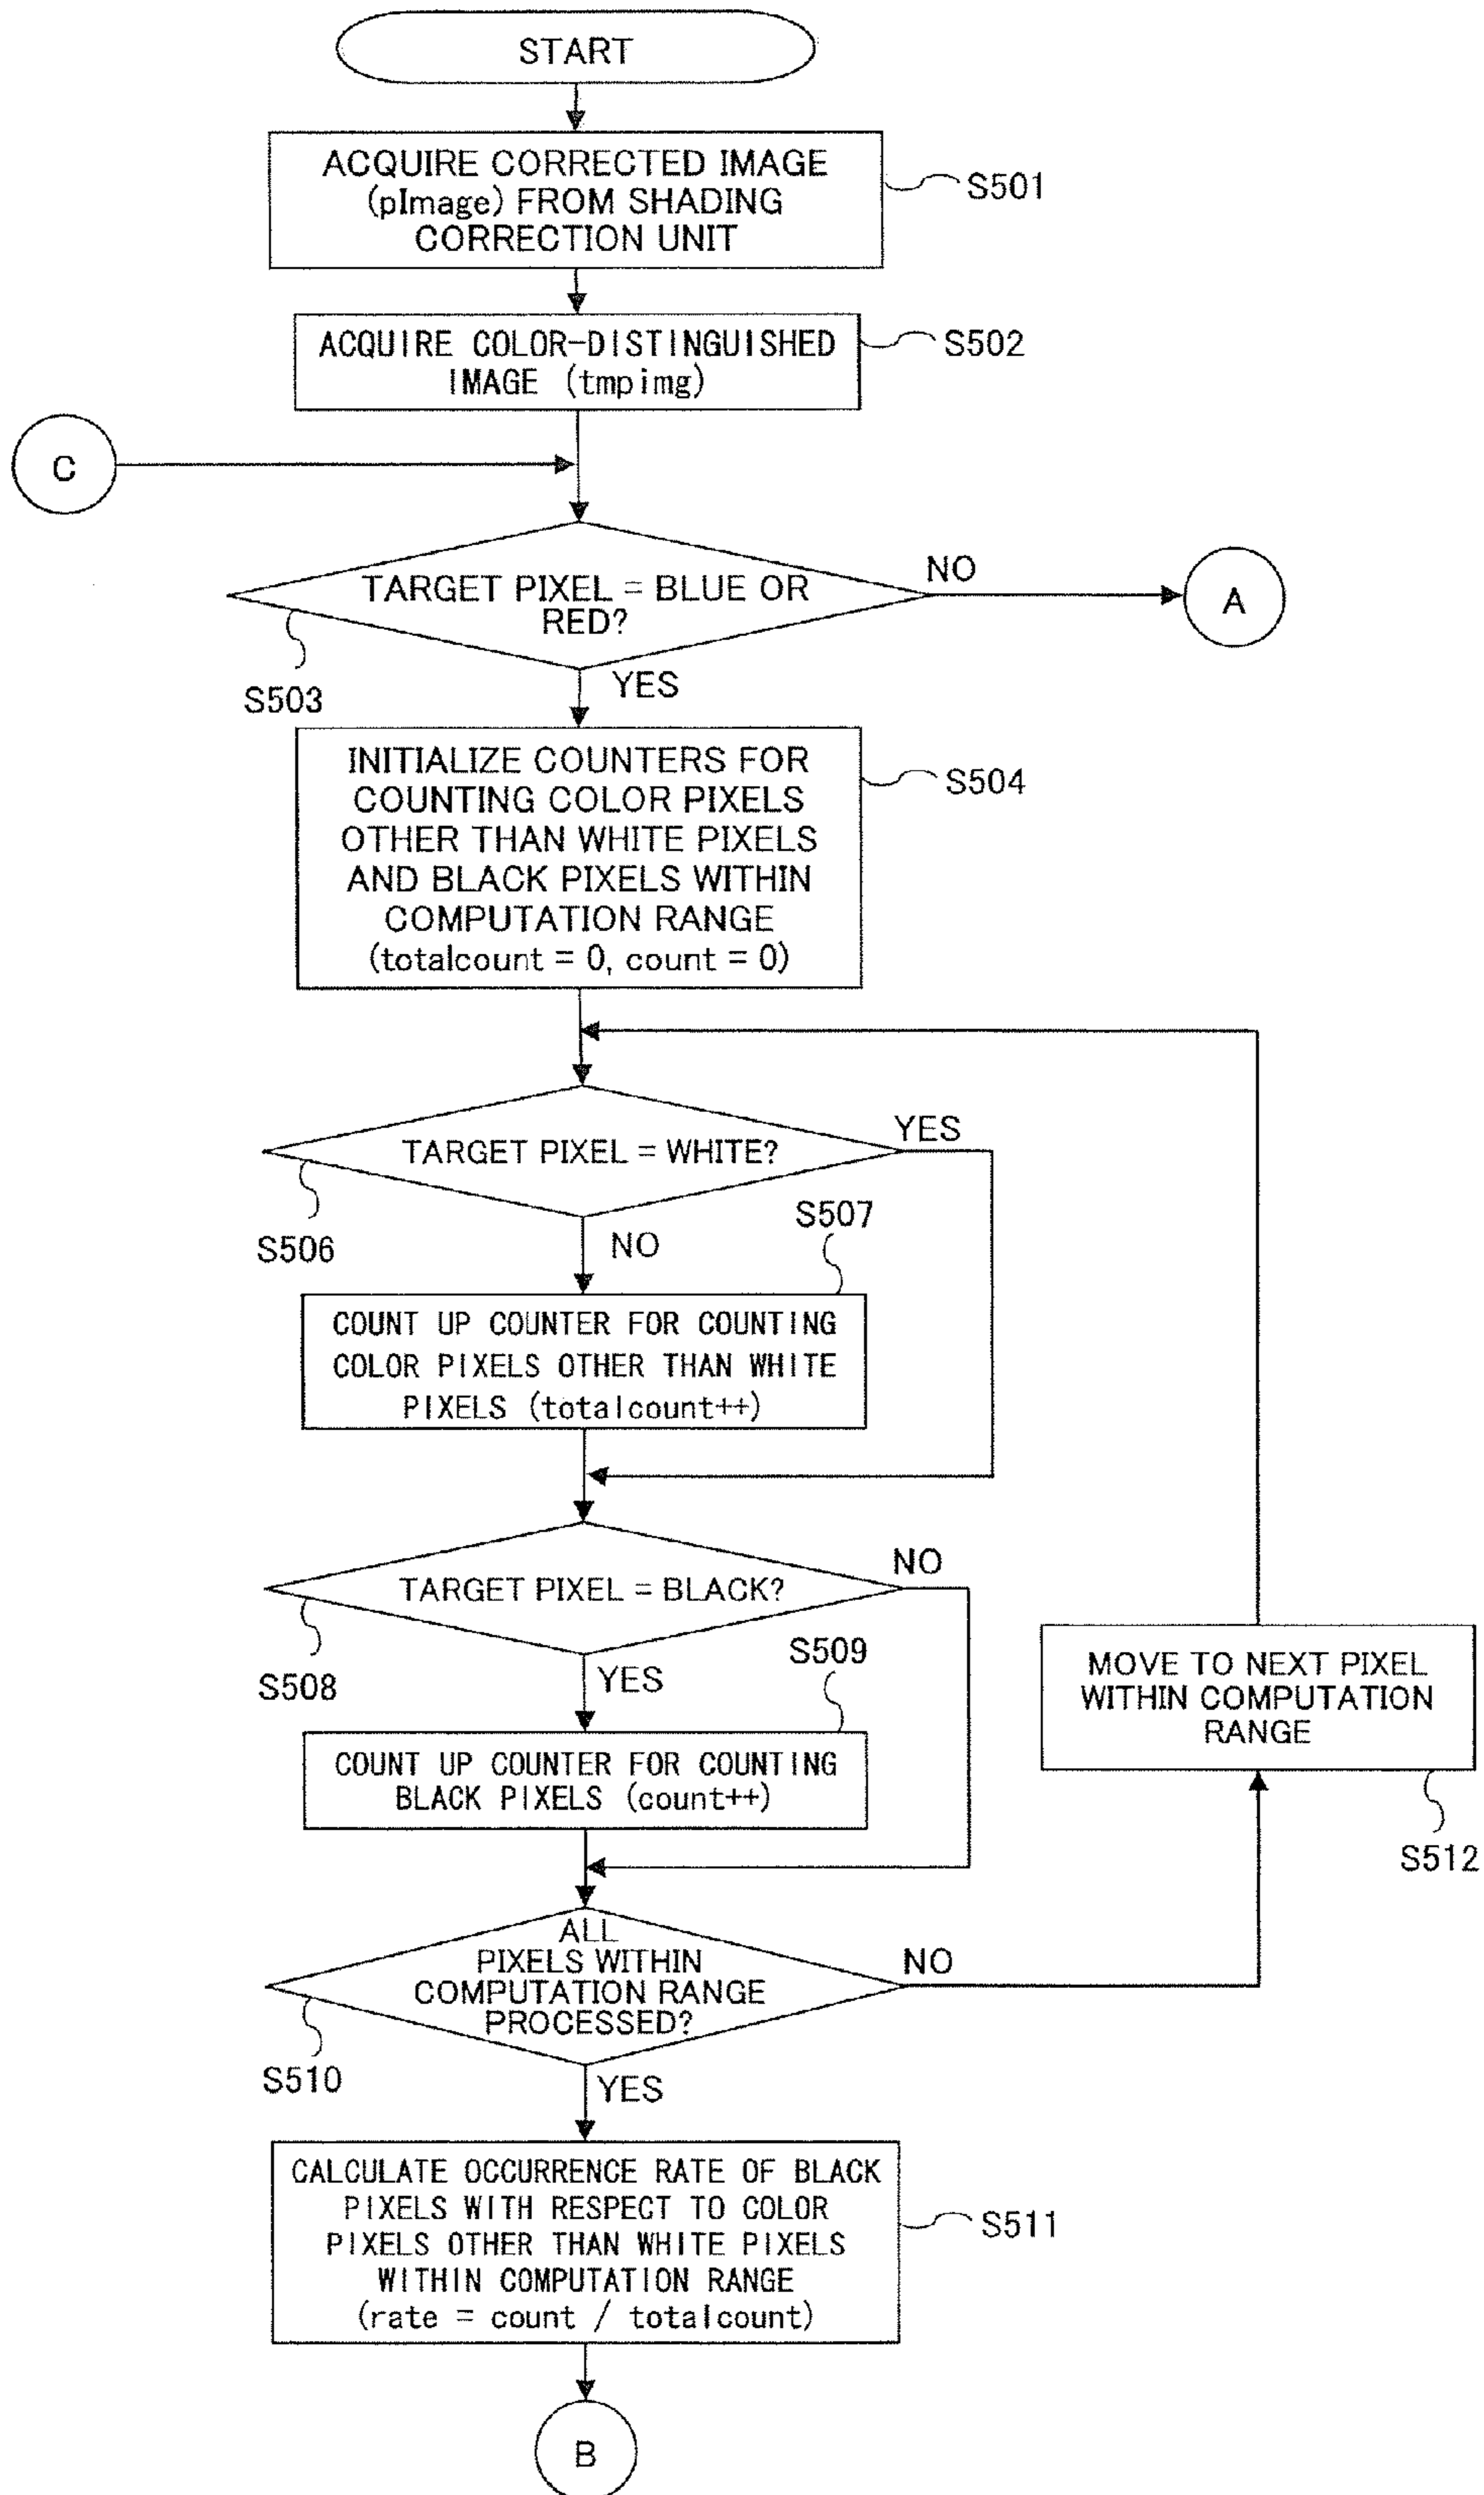 START
ACQUIRE CORRECTED IMAGE
(pImage) FROM SHADING
CORRECTION UNIT
S501
ACQUIRE COLOR-DISTINGUISHED
IMAGE (tmpimg)
S502
C
TARGET PIXEL = BLUE OR
RED?
NO
A
S503
YES
INITIALIZE COUNTERS FOR
COUNTING COLOR PIXELS
OTHER THAN WHITE PIXELS
AND BLACK PIXELS WITHIN
COMPUTATION RANGE
(totalcount = 0, count = 0)
S504
TARGET PIXEL = WHITE?
YES
S506
NO
S507
COUNT UP COUNTER FOR COUNTING
COLOR PIXELS OTHER THAN WHITE
PIXELS (totalcount++)
TARGET PIXEL = BLACK?
NO
S508
YES
S509
COUNT UP COUNTER FOR COUNTING
BLACK PIXELS (count++)
MOVE TO NEXT PIXEL
WITHIN COMPUTATION
RANGE
S512
ALL
PIXELS WITHIN
COMPUTATION RANGE
PROCESSED?
NO
S510
YES
CALCULATE OCCURRENCE RATE OF BLACK
PIXELS WITH RESPECT TO COLOR
PIXELS OTHER THAN WHITE PIXELS
WITHIN COMPUTATION RANGE
(rate = count / totalcount)
S511
B